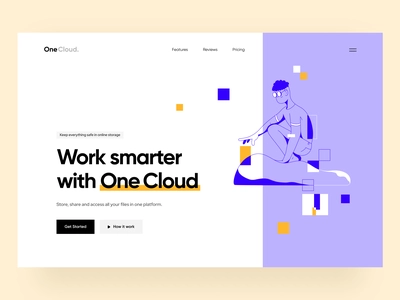 One Cloud.
Features
Reviews
Pricing
Keep everything safe in online storage
Work smarter
with One Cloud
Store, share and access all your files in one platform.
Get Started
How it work